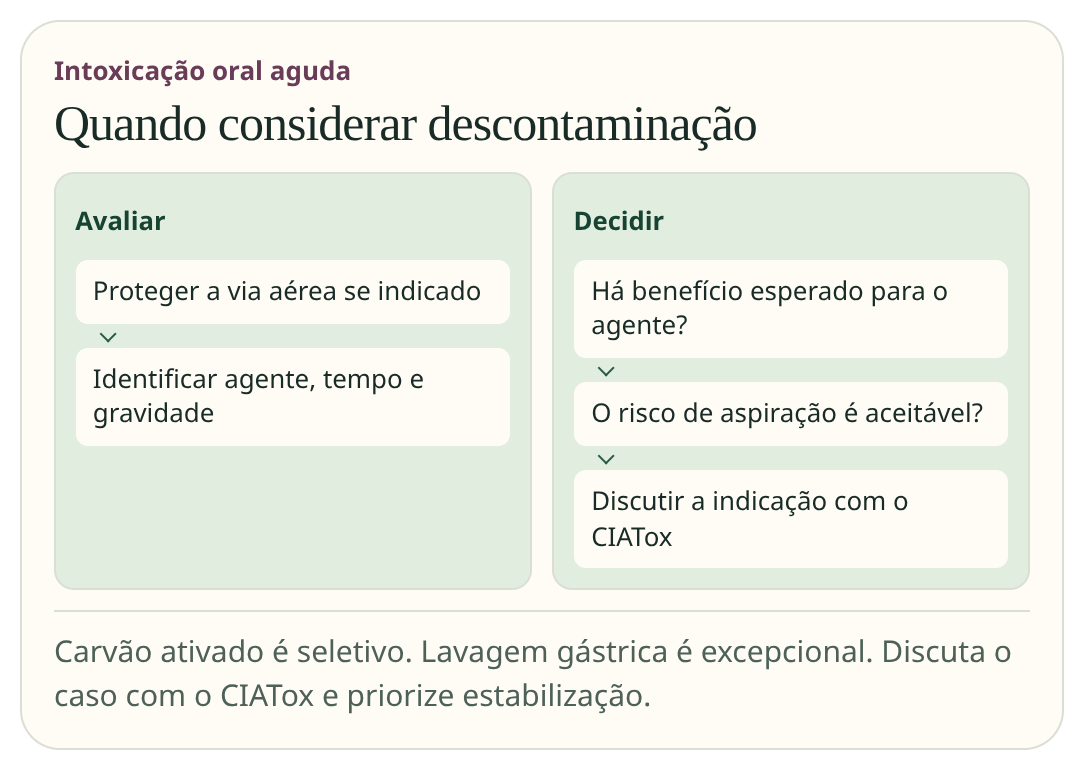 Intoxicação oral aguda
Quando considerar descontaminação
Avaliar
Proteger a via aérea se indicado
Identificar agente, tempo e
gravidade
Decidir
Há benefício esperado para o
agente?
O risco de aspiração é aceitável?
Discutir a indicação com o
CIATox
Carvão ativado é seletivo. Lavagem gástrica é excepcional. Discuta o
caso com o CIATox e priorize estabilização.